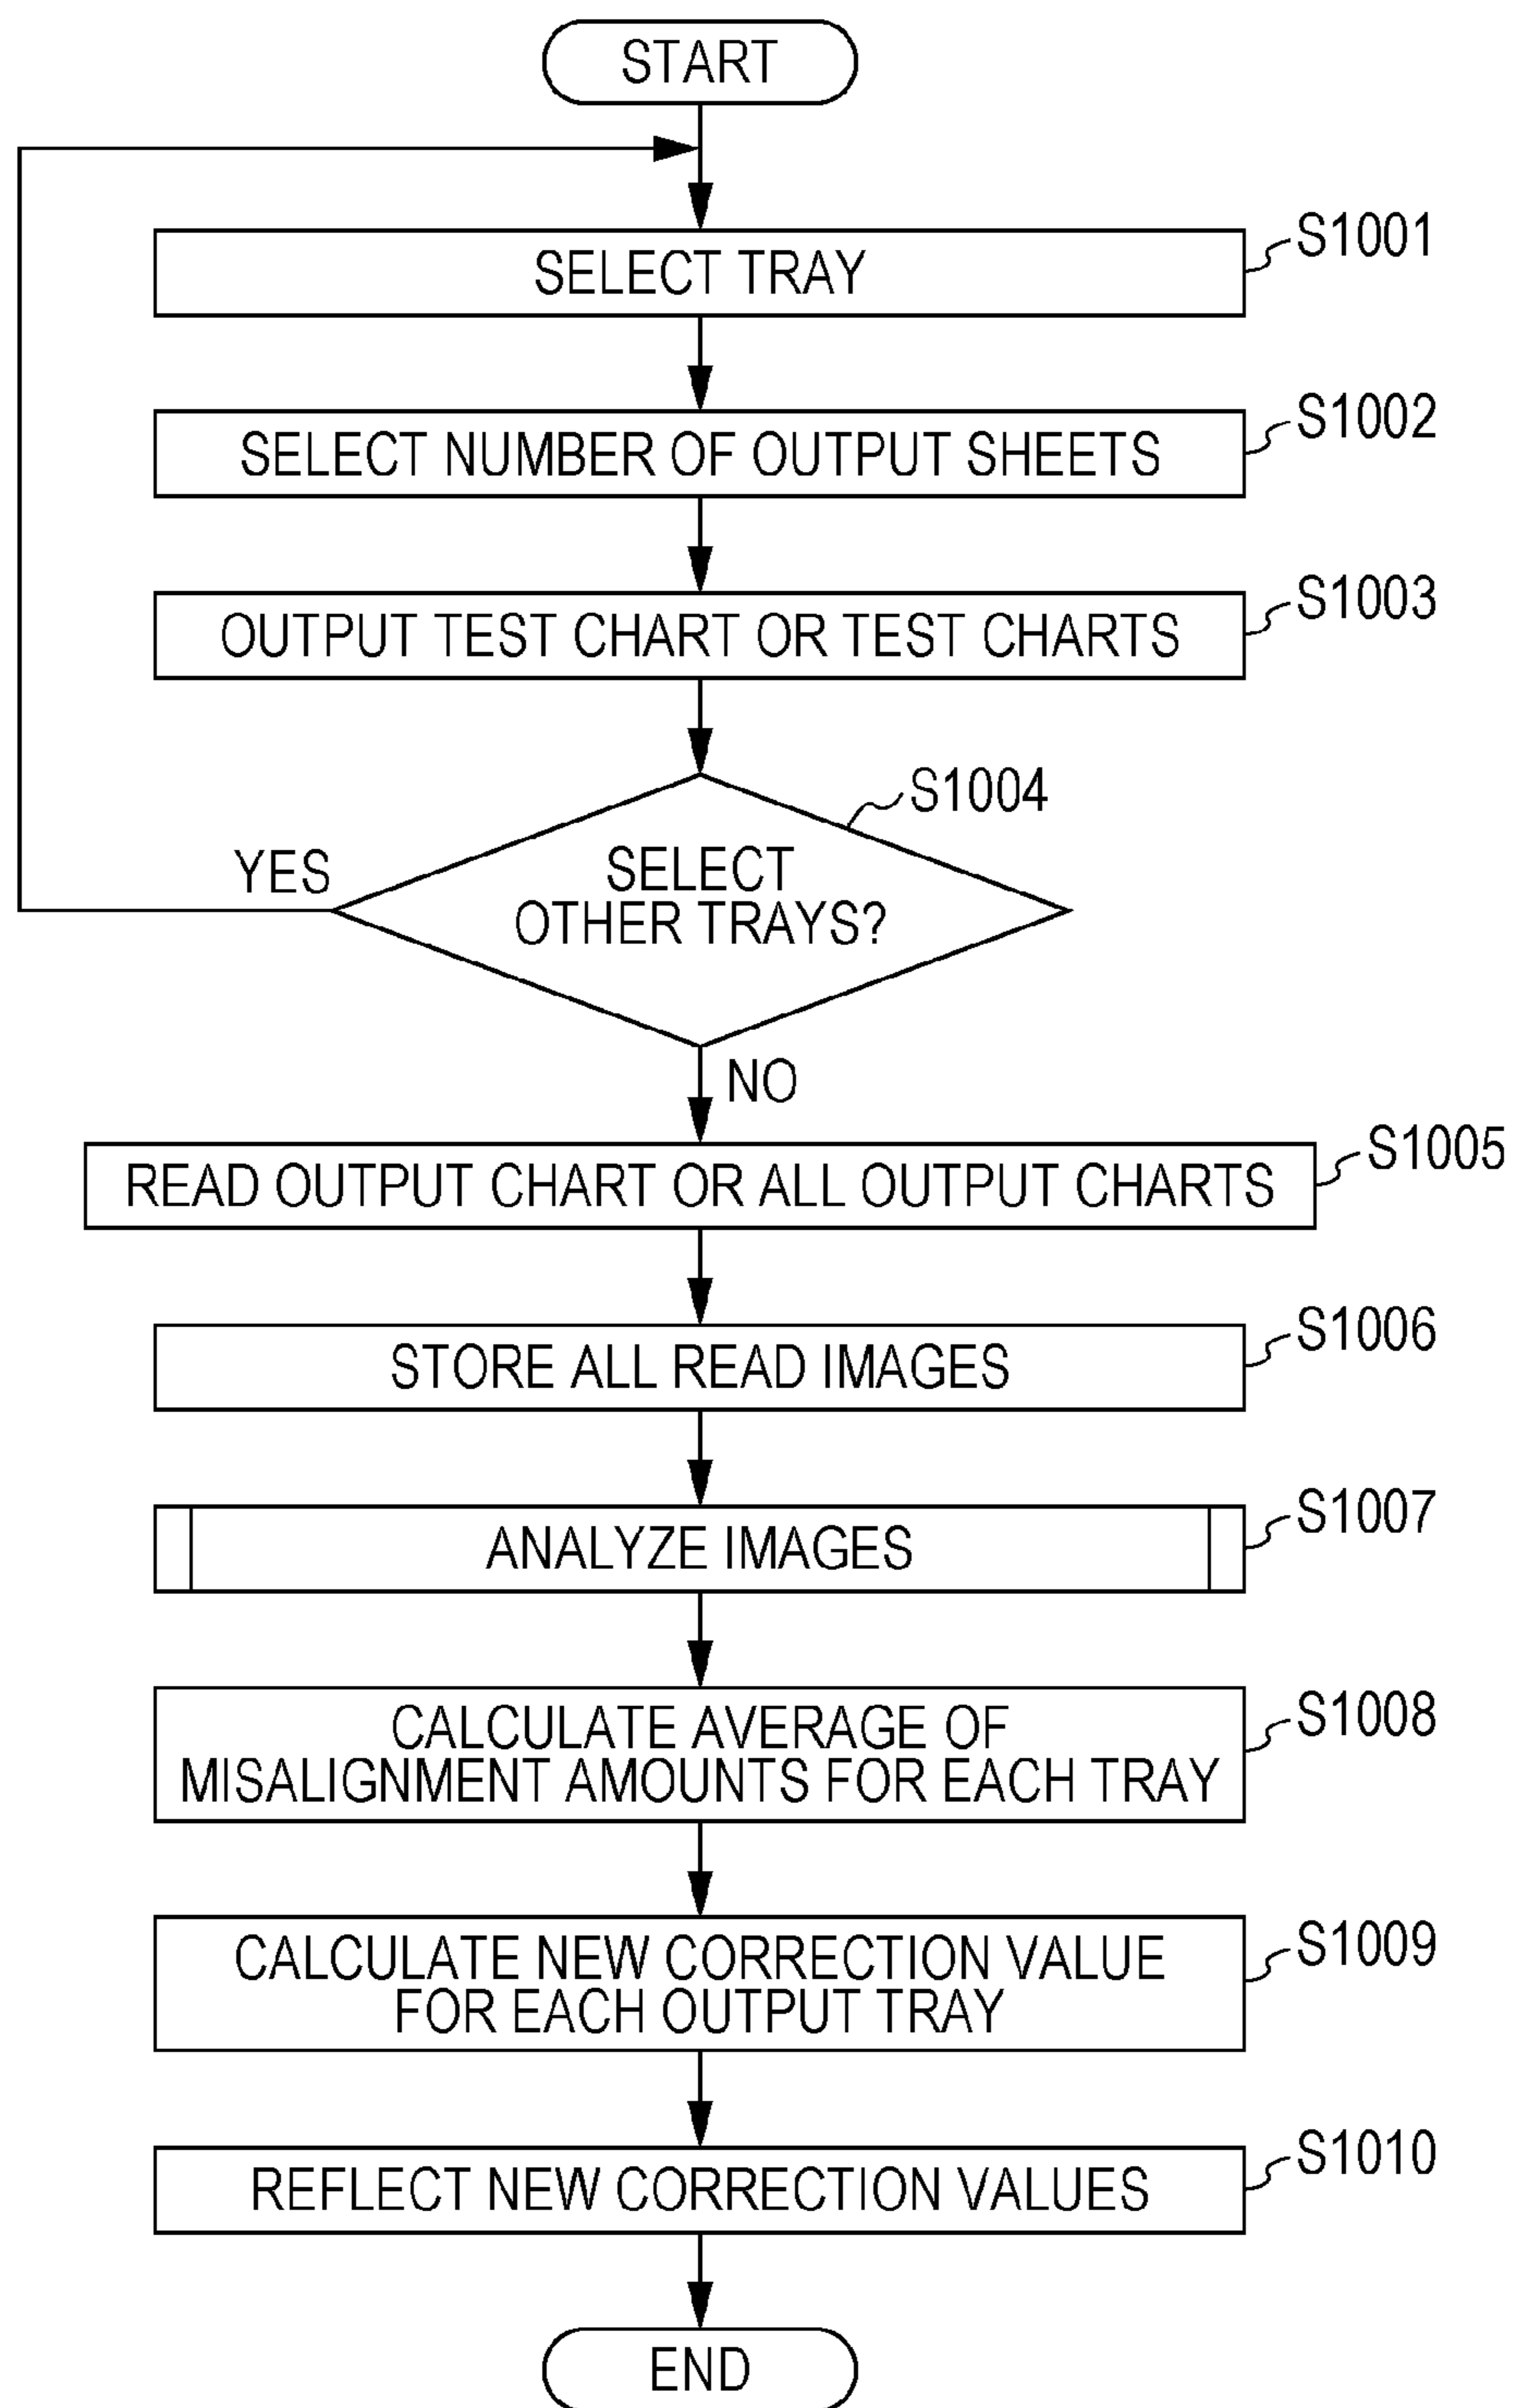 START
SELECT TRAY
S1001
SELECT NUMBER OF OUTPUT SHEETS
S1002
OUTPUT TEST CHART OR TEST CHARTS
S1003
SELECT
OTHER TRAYS?
S1004
YES
NO
READ OUTPUT CHART OR ALL OUTPUT CHARTS
S1005
STORE ALL READ IMAGES
S1006
ANALYZE IMAGES
S1007
CALCULATE AVERAGE OF
MISALIGNMENT AMOUNTS FOR EACH TRAY
S1008
CALCULATE NEW CORRECTION VALUE
FOR EACH OUTPUT TRAY
S1009
REFLECT NEW CORRECTION VALUES
S1010
END